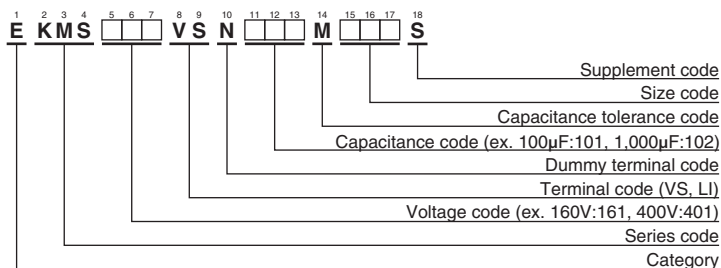 1 2 3 4 5 6 7 8 9 10 11 12 13 14 15 16 17 18
E KMS □□□ VS N □□□ M □□□ S
Supplement code
Size code
Capacitance tolerance code
Capacitance code (ex. 100µF:101, 1,000µF:102)
Dummy terminal code
Terminal code (VS, LI)
Voltage code (ex. 160V:161, 400V:401)
Series code
Category